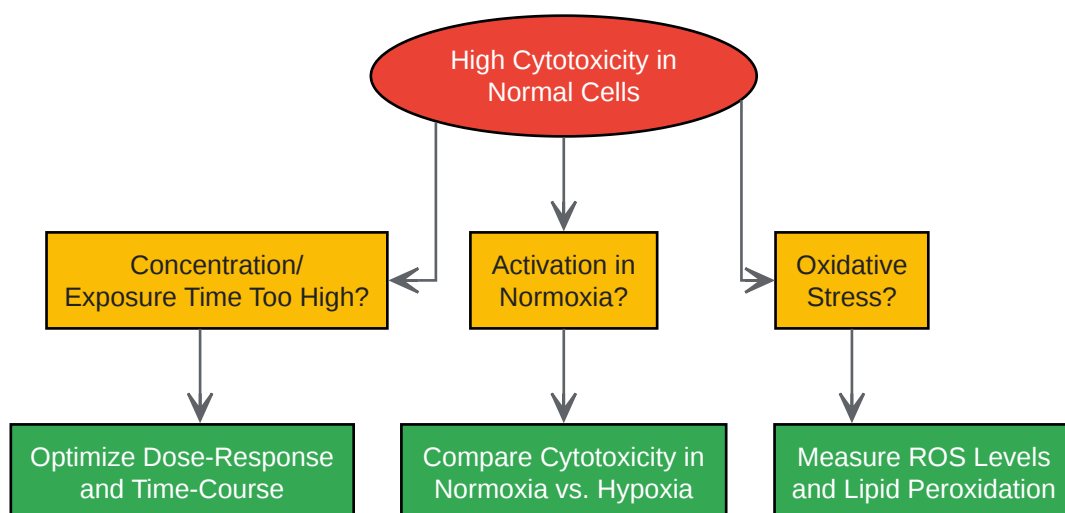 High Cytotoxicity in
Normal Cells
Concentration/
Exposure Time Too High?
Activation in
Normoxia?
Oxidative
Stress?
Optimize Dose-Response
and Time-Course
Compare Cytotoxicity in
Normoxia vs. Hypoxia
Measure ROS Levels
and Lipid Peroxidation